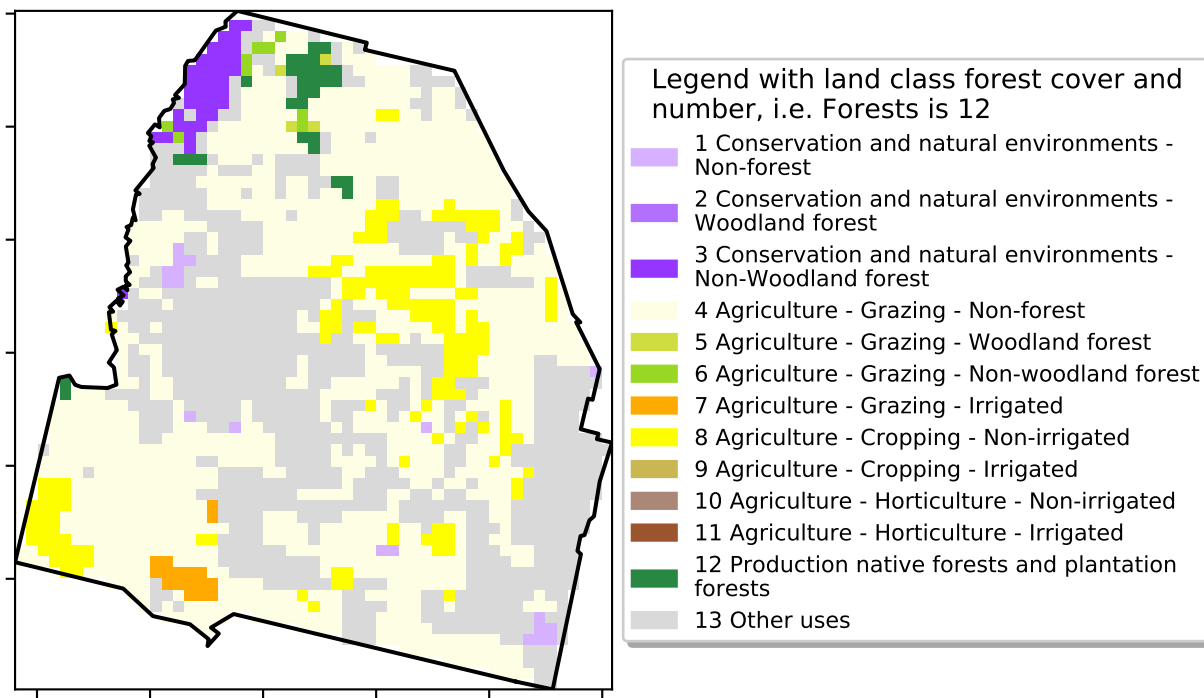 Legend with land class forest cover and
number, i.e. Forests is 12
1 Conservation and natural environments -
Non-forest
2 Conservation and natural environments -
Woodland forest
3 Conservation and natural environments -
Non-Woodland forest
4 Agriculture - Grazing - Non-forest
5 Agriculture - Grazing - Woodland forest
6 Agriculture - Grazing - Non-woodland forest
7 Agriculture - Grazing - Irrigated
8 Agriculture - Cropping - Non-irrigated
9 Agriculture - Cropping - Irrigated
10 Agriculture - Horticulture - Non-irrigated
11 Agriculture - Horticulture - Irrigated
12 Production native forests and plantation
forests
13 Other uses